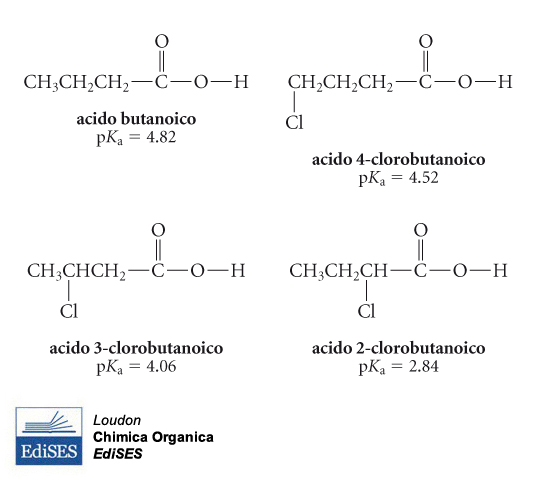 O
CH₃CH₂CH₂—C—O—H
acido butanoico
pKₐ = 4.82
O
CH₂CH₂CH₂—C—O—H
Cl
acido 4-clorobutanoico
pKₐ = 4.52
O
CH₃CHCH₂—C—O—H
Cl
acido 3-clorobutanoico
pKₐ = 4.06
O
CH₃CH₂CH—C—O—H
Cl
acido 2-clorobutanoico
pKₐ = 2.84
EdiSES
Loudon
Chimica Organica
EdiSES